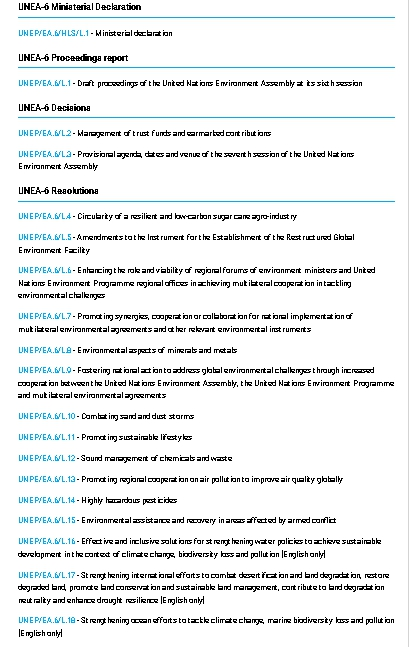 UNEA-6 Ministerial Declaration
UNEP/EA.6/HLS/L.1 - Ministerial declaration
UNEA-6 Proceedings report
UNEP/EA.6/L.1 - Draft proceedings of the United Nations Environment Assembly at its sixth session
UNEA-6 Decisions
UNEP/EA.6/L.2 - Management of trust funds and earmarked contributions
UNEP/EA.6/L.3 - Provisional agenda, dates and venue of the seventh session of the United Nations
Environment Assembly
UNEA-6 Resolutions
UNEP/EA.6/L.4 - Circularity of a resilient and low-carbon sugar cane agro-industry
UNEP/EA.6/L.5 - Amendments to the Instrument for the Establishment of the Restructured Global
Environment Facility
UNEP/EA.6/L.6 - Enhancing the role and viability of regional forums of environment ministers and United
Nations Environment Programme regional offices in achieving multilateral cooperation in tackling
environmental challenges
UNEP/EA.6/L.7 - Promoting synergies, cooperation or collaboration for national implementation of
multilateral environmental agreements and other relevant environmental instruments
UNEP/EA.6/L.8 - Environmental aspects of minerals and metals
UNEP/EA.6/L.9 - Fostering national action to address global environmental challenges through increased
cooperation between the United Nations Environment Assembly, the United Nations Environment Programme
and multilateral environmental agreements
UNEP/EA.6/L.10 - Combating sand and dust storms
UNEP/EA.6/L.11 - Promoting sustainable lifestyles
UNEP/EA.6/L.12 - Sound management of chemicals and waste
UNPE/EA.6/L.13 - Promoting regional cooperation on air pollution to improve air quality globally
UNEP/EA.6/L.14 - Highly hazardous pesticides
UNEP/EA.6/L.15 - Environmental assistance and recovery in areas affected by armed conflict
UNEP/EA.6/L.16 - Effective and inclusive solutions for strengthening water policies to achieve sustainable
development in the context of climate change, biodiversity loss and pollution [English only]
UNEP/EA.6/L.17 - Strengthening international efforts to combat desertification and land degradation, restore
degraded land, promote land conservation and sustainable land management, contribute to land degradation
neutrality and enhance drought resilience [English only]
UNEP/EA.6/L.18 - Strengthening ocean efforts to tackle climate change, marine biodiversity loss and pollution
[English only]